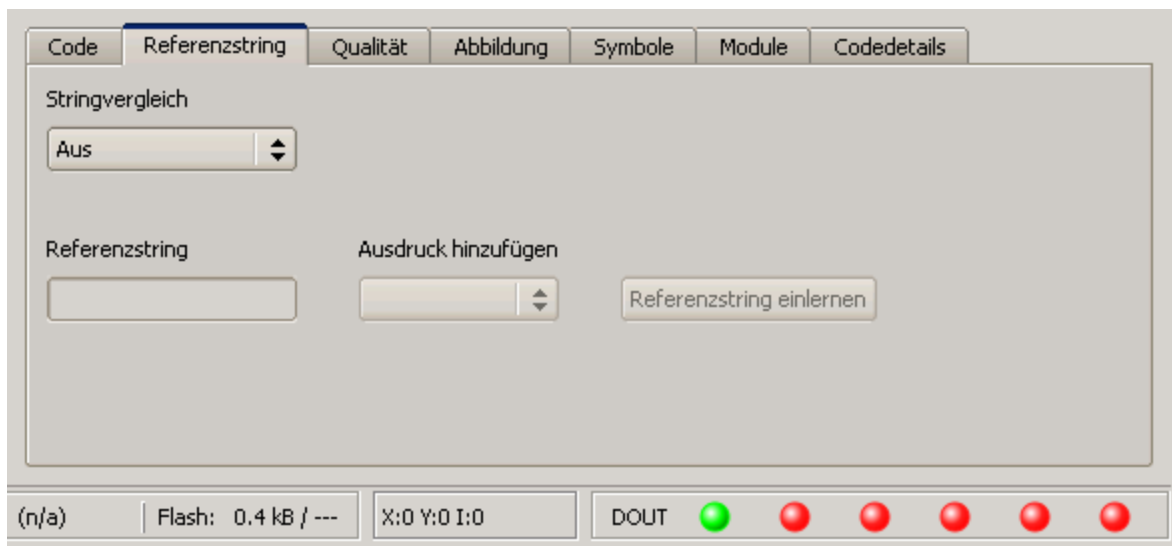 Code Referenzstring Qualität Abbildung Symbole Module Codedetails
Stringvergleich
Aus
Referenzstring Ausdruck hinzufügen
Referenzstring einlernen
(n/a) Flash: 0.4 kB / --- X:0 Y:0 I:0 DOUT